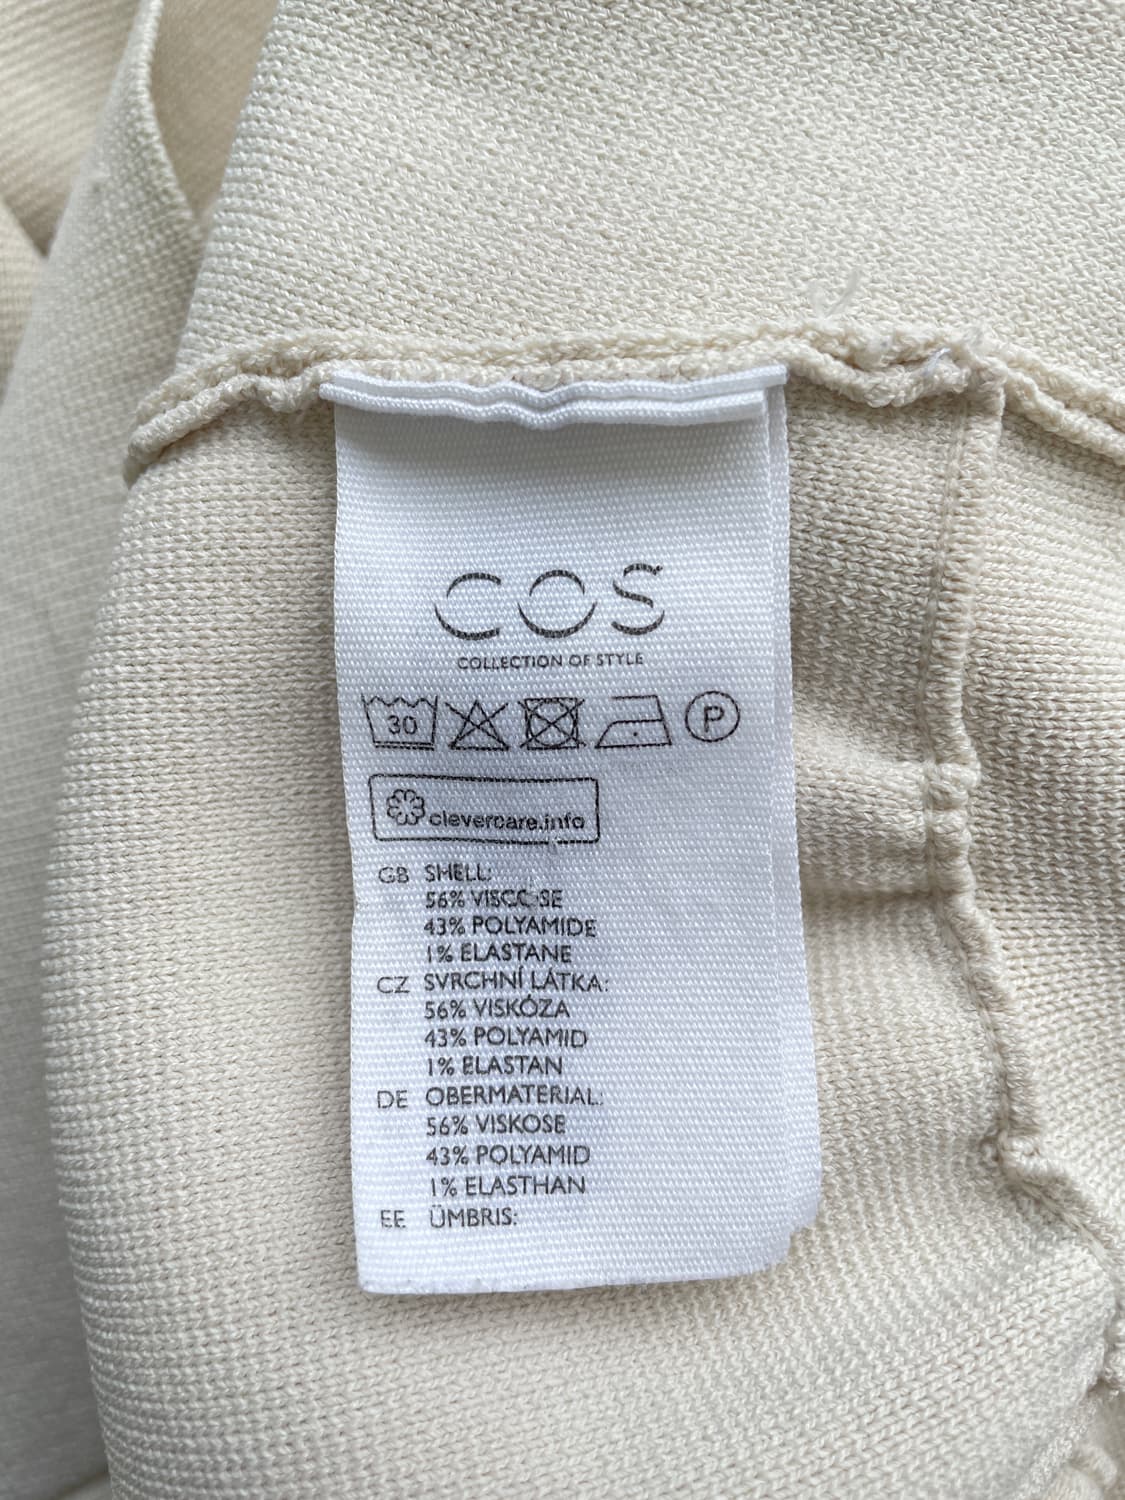 COS
COLLECTION OF STYLE
30 P
clevercare.info
GB SHELL:
56% VISCOSE
43% POLYAMIDE
1% ELASTANE
CZ SVRCHNÍ LÁTKA:
56% VISKÓZA
43% POLYAMID
1% ELASTAN
DE OBERMATERIAL:
56% VISKOSE
43% POLYAMID
1% ELASTHAN
EE ÜMBRIS: